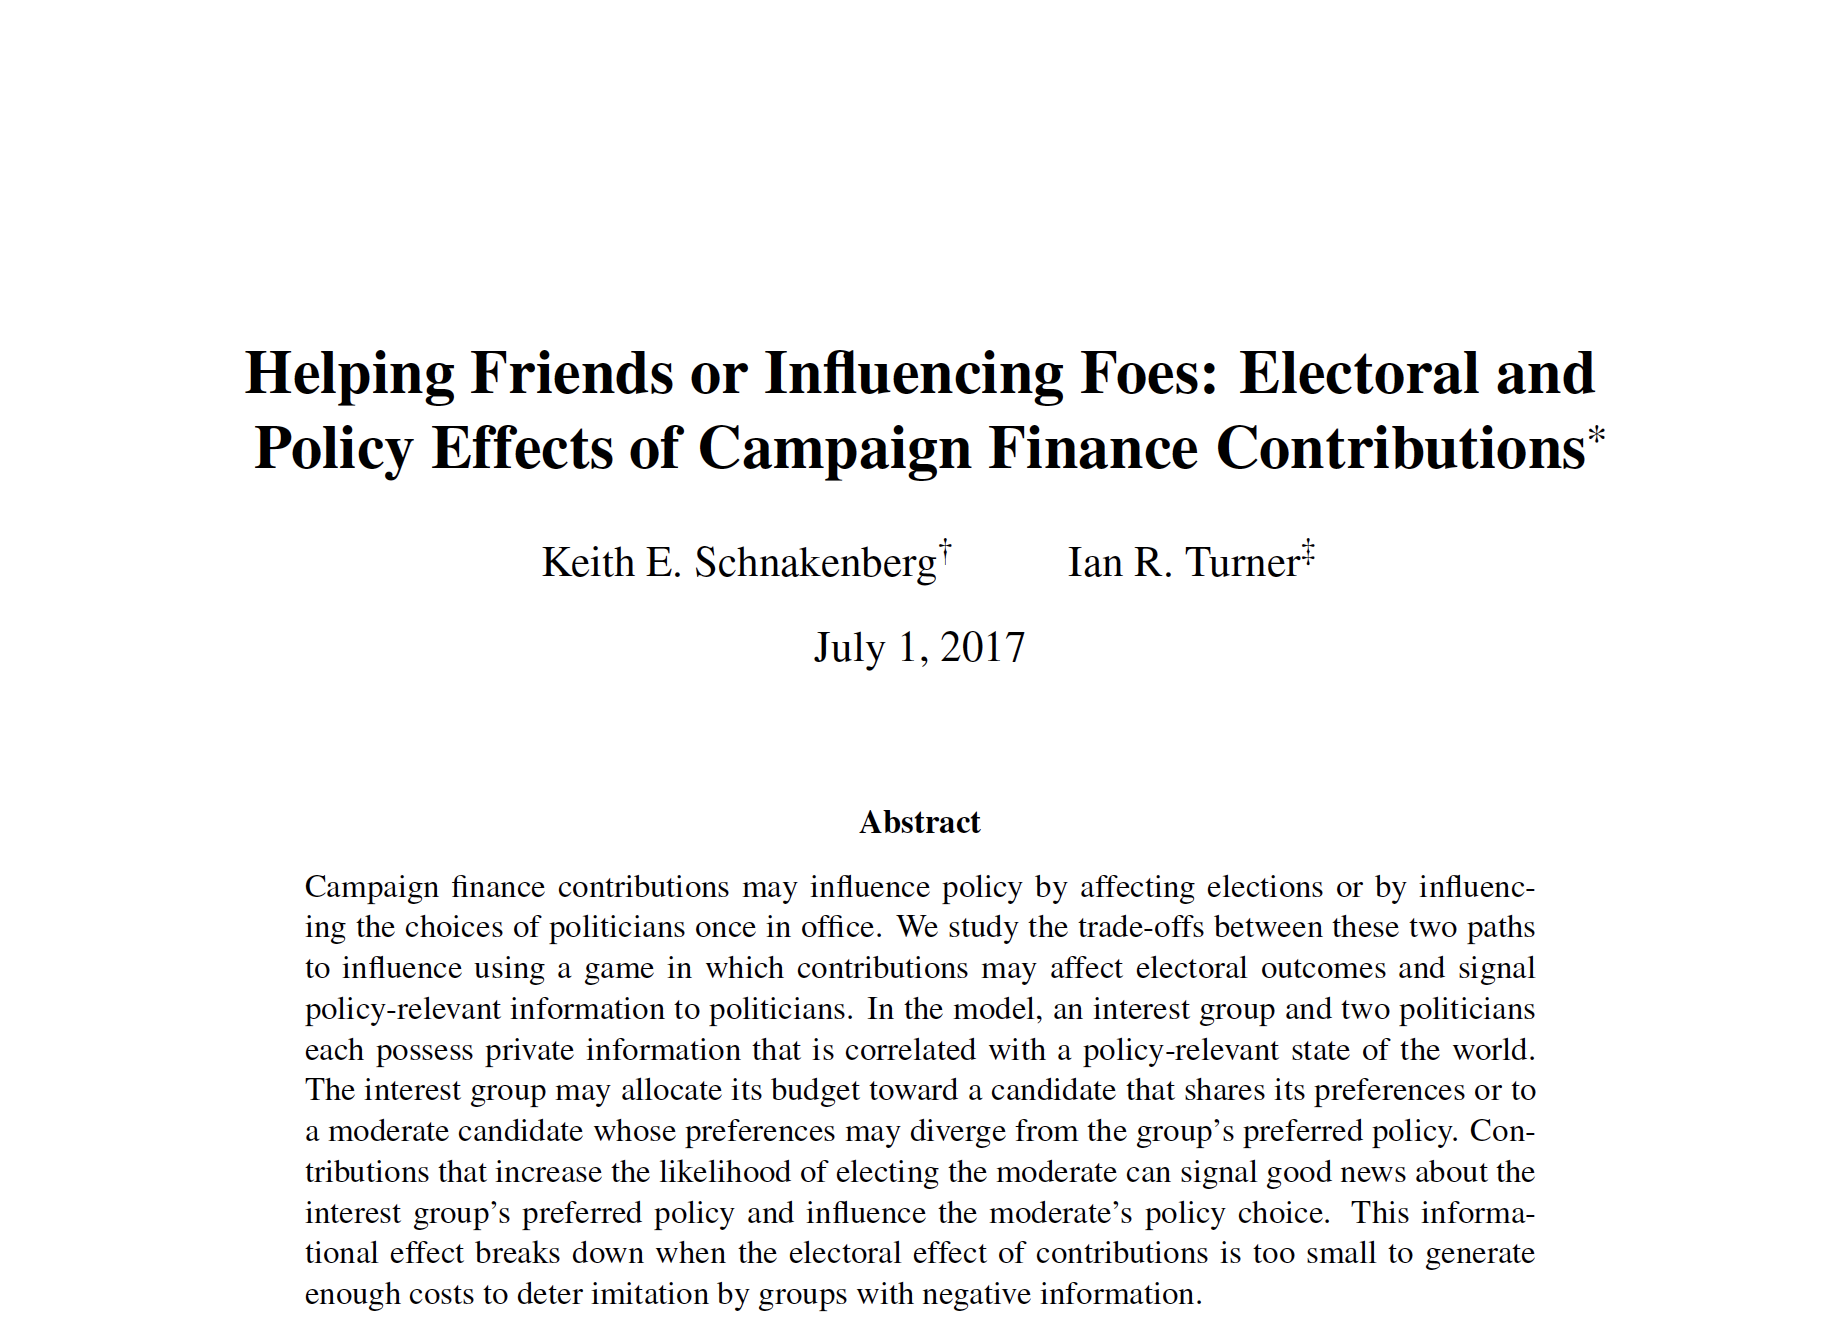 Helping Friends or Influencing Foes: Electoral and
Policy Effects of Campaign Finance Contributions*
Keith E. Schnakenberg† Ian R. Turner‡
July 1, 2017
Abstract
Campaign finance contributions may influence policy by affecting elections or by influenc-
ing the choices of politicians once in office. We study the trade-offs between these two paths
to influence using a game in which contributions may affect electoral outcomes and signal
policy-relevant information to politicians. In the model, an interest group and two politicians
each possess private information that is correlated with a policy-relevant state of the world.
The interest group may allocate its budget toward a candidate that shares its preferences or to
a moderate candidate whose preferences may diverge from the group's preferred policy. Con-
tributions that increase the likelihood of electing the moderate can signal good news about the
interest group's preferred policy and influence the moderate's policy choice. This informa-
tional effect breaks down when the electoral effect of contributions is too small to generate
enough costs to deter imitation by groups with negative information.